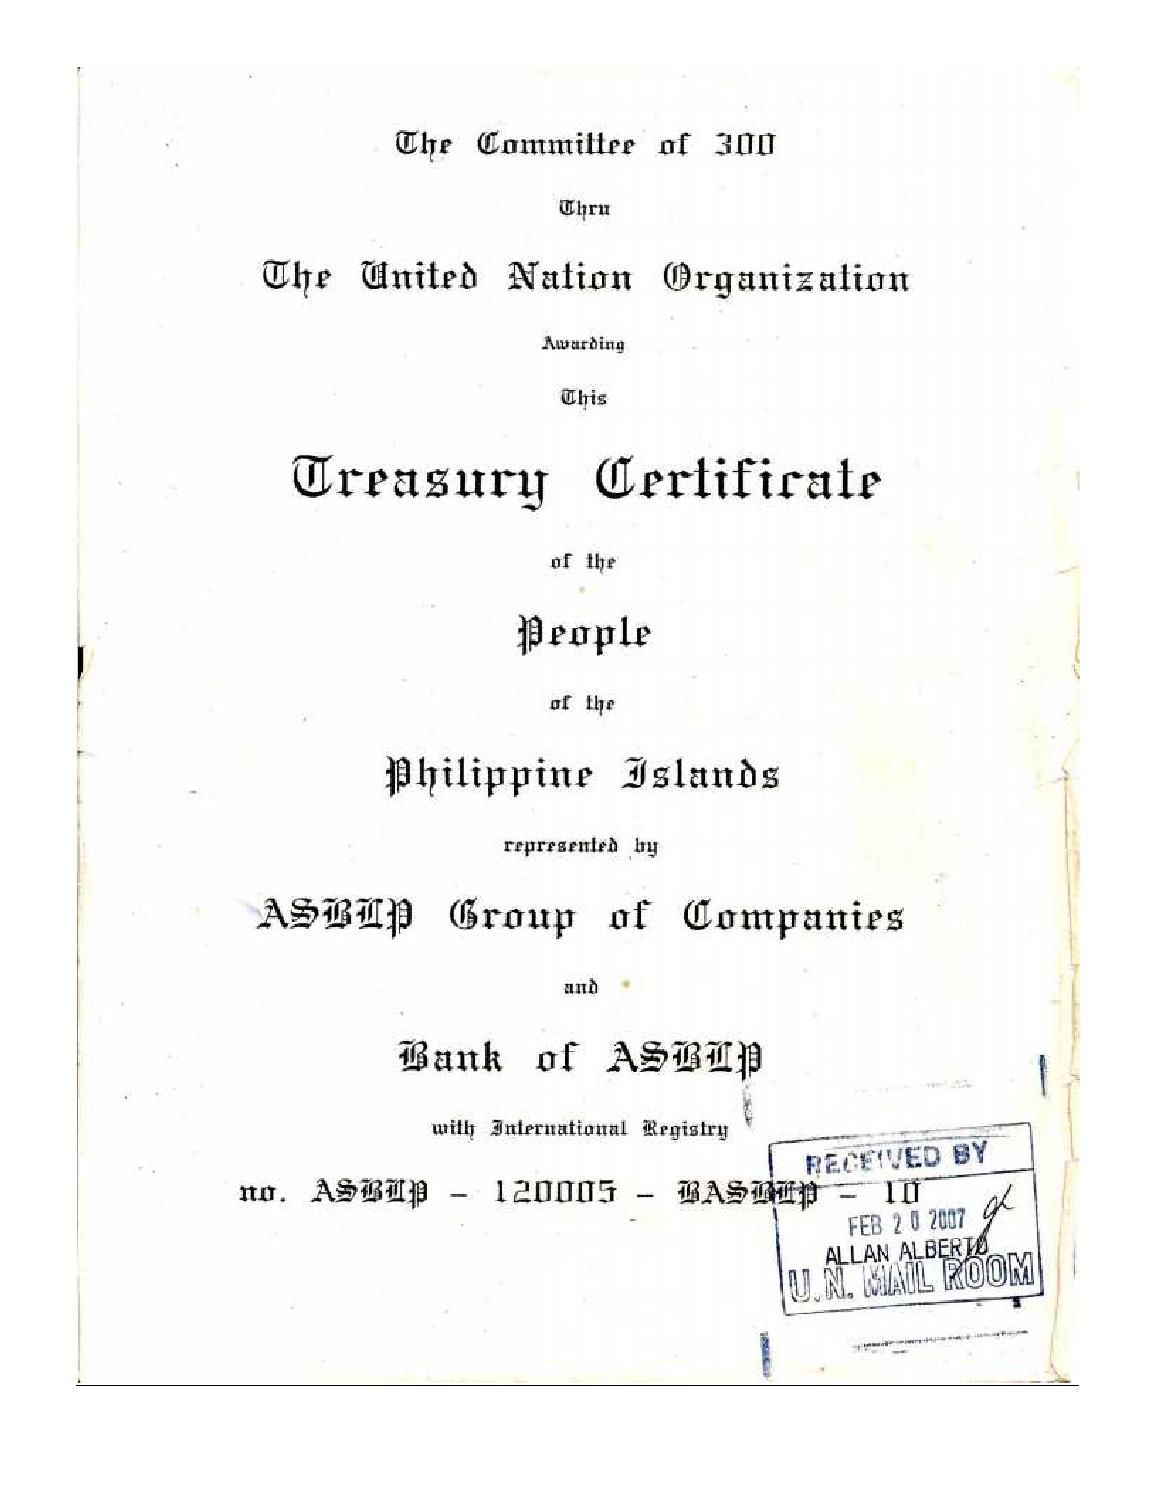 The Committee of 300
Thru
The United Nation Organization
Awarding
This
Treasury Certificate
of the
People
of the
Philippine Islands
represented by
ASBLP Group of Companies
and
Bank of ASBLP
with International Registry
no. ASBLP - 120005 - BASBLP - 10
RECEIVED BY
FEB 20 2007
ALLAN ALBERTO
U.N. MAIL ROOM